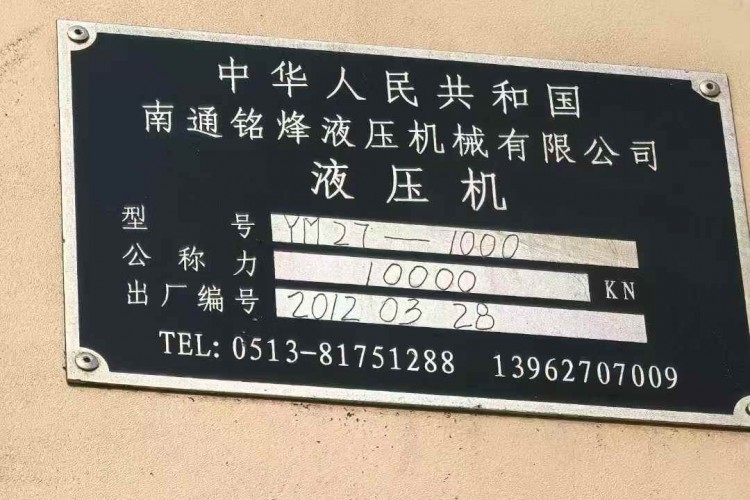 中华人民共和国
南通铭烽液压机械有限公司
液压机
型号 YM27—1000
公称力 10000 KN
出厂编号 2012 03 28
TEL: 0513-81751288 13962707009